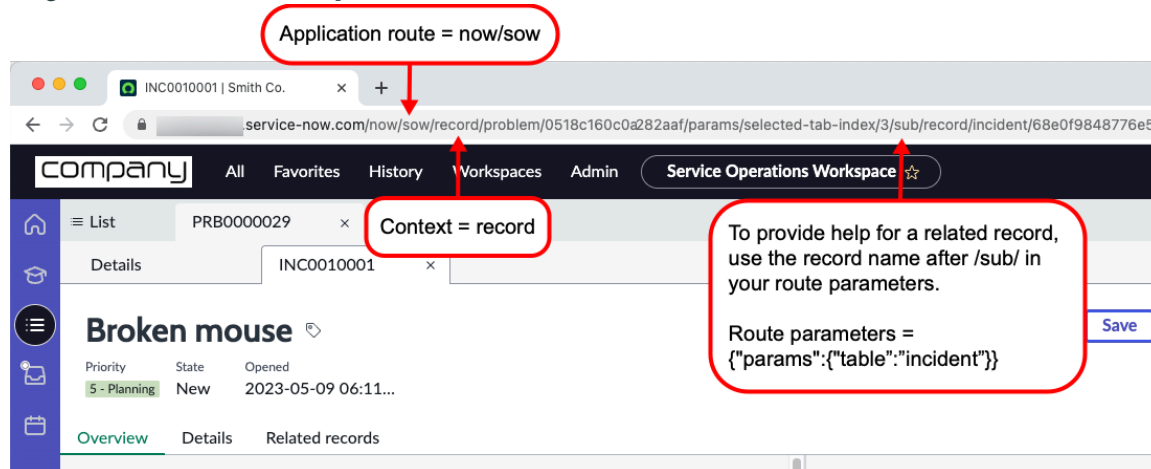 Application route = now/sow
INC0010001 | Smith Co. × +
.service-now.com/now/sow/record/problem/0518c160c0a282aaf/params/selected-tab-index/3/sub/record/incident/68e0f9848776e5
company All Favorites History Workspaces Admin Service Operations Workspace ☆
List PRB0000029 ×
Context = record
Details INC0010001 ×
To provide help for a related record,
use the record name after /sub/ in
your route parameters.
Route parameters =
{"params":{"table":"incident"}}
Broken mouse
Save
Priority State Opened
5 - Planning New 2023-05-09 06:11...
Overview Details Related records